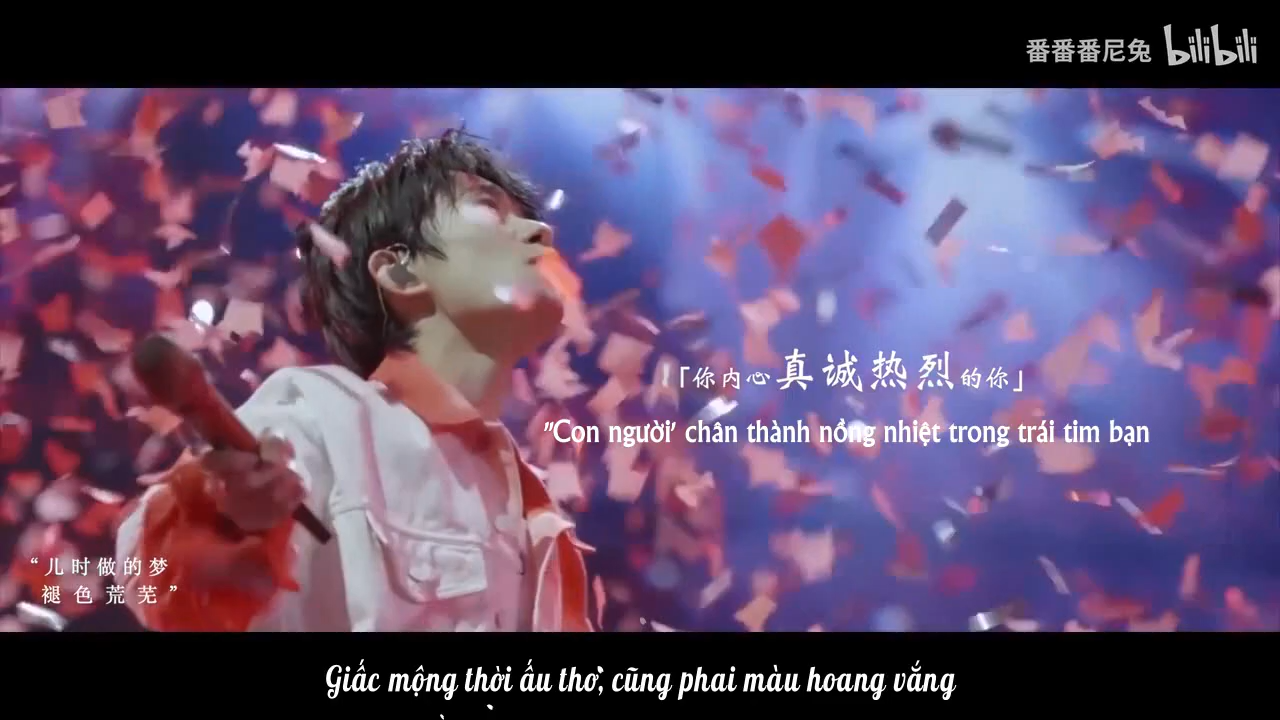 番番番尼兔 bilibili
「你内心真诚热烈的你」
"Con người' chân thành nồng nhiệt trong trái tim bạn
“儿时做的梦
褪色荒芜”
Giấc mộng thời ấu thơ, cũng phai màu hoang vắng